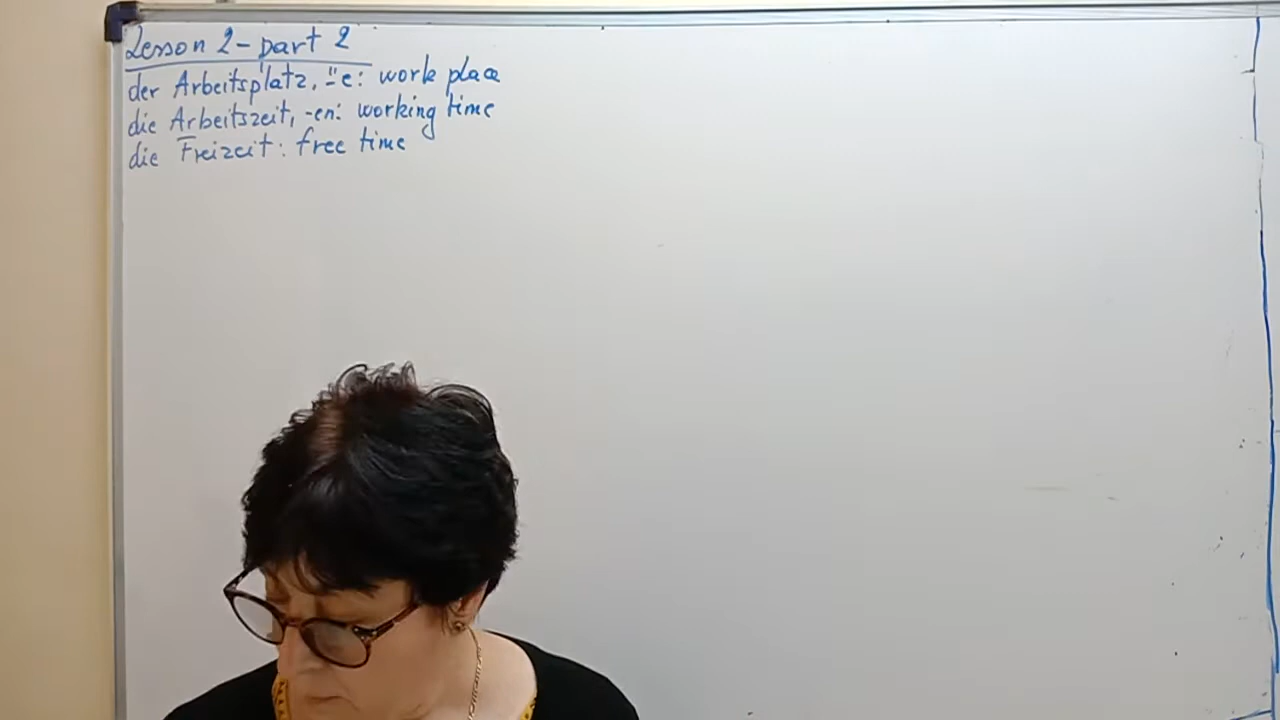 Lesson 2 - part 2
der Arbeitsplatz, ⸚e: work place
die Arbeitszeit, -en: working time
die Freizeit: free time